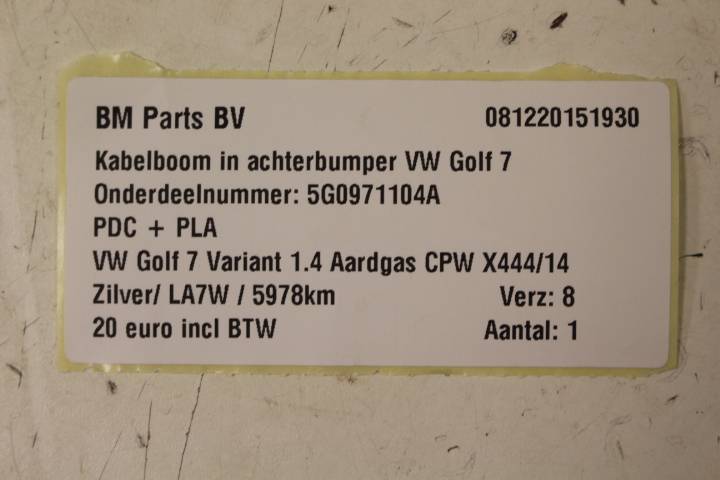 BM Parts BV 081220151930
Kabelboom in achterbumper VW Golf 7
Onderdeelnummer: 5G0971104A
PDC + PLA
VW Golf 7 Variant 1.4 Aardgas CPW X444/14
Zilver/ LA7W / 5978km Verz: 8
20 euro incl BTW Aantal: 1